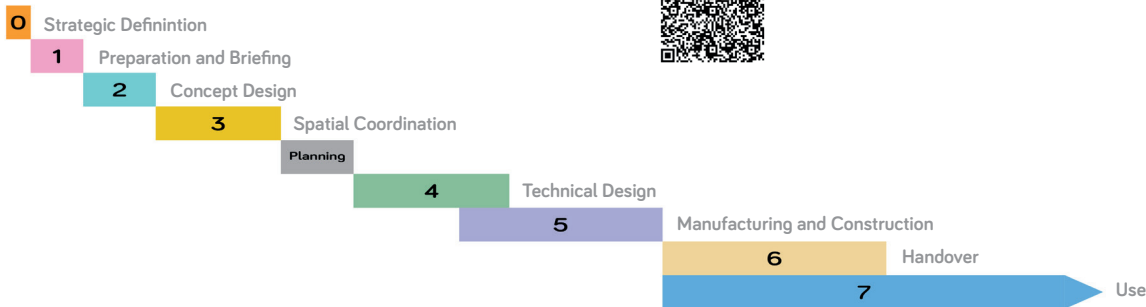 0 Strategic Definintion
1 Preparation and Briefing
2 Concept Design
3 Spatial Coordination
Planning
4 Technical Design
5 Manufacturing and Construction
6 Handover
7 Use